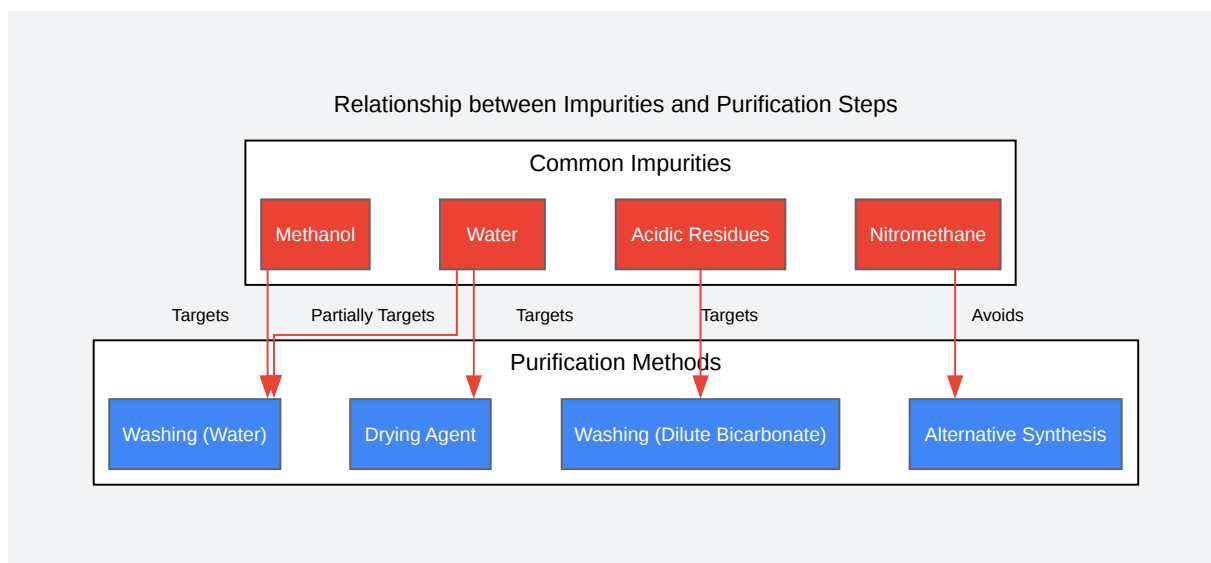 Relationship between Impurities and Purification Steps
Common Impurities
Methanol
Water
Acidic Residues
Nitromethane
Targets
Partially Targets
Targets
Targets
Avoids
Purification Methods
Washing (Water)
Drying Agent
Washing (Dilute Bicarbonate)
Alternative Synthesis